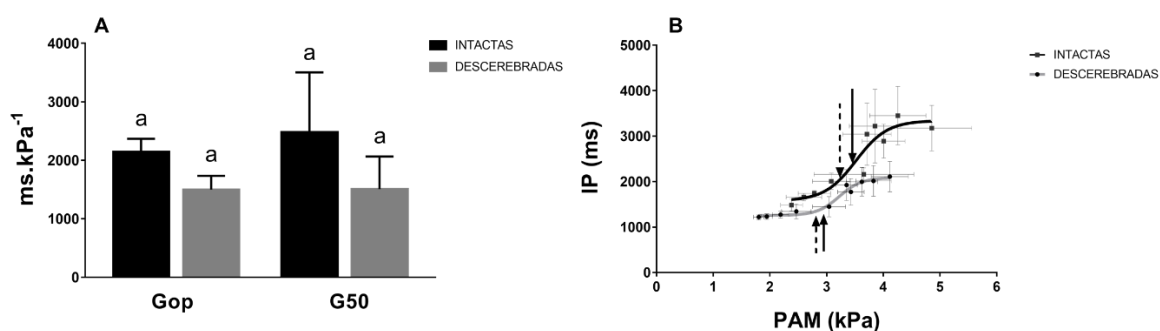 A
4000
3000
2000
1000
0
ms.kPa-1
a
a
a
a
Gop
G50
INTACTAS
DESCEREBRADAS
B
5000
4000
3000
2000
1000
0
IP (ms)
0
1
2
3
4
5
6
PAM (kPa)
INTACTAS
DESCEREBRADAS